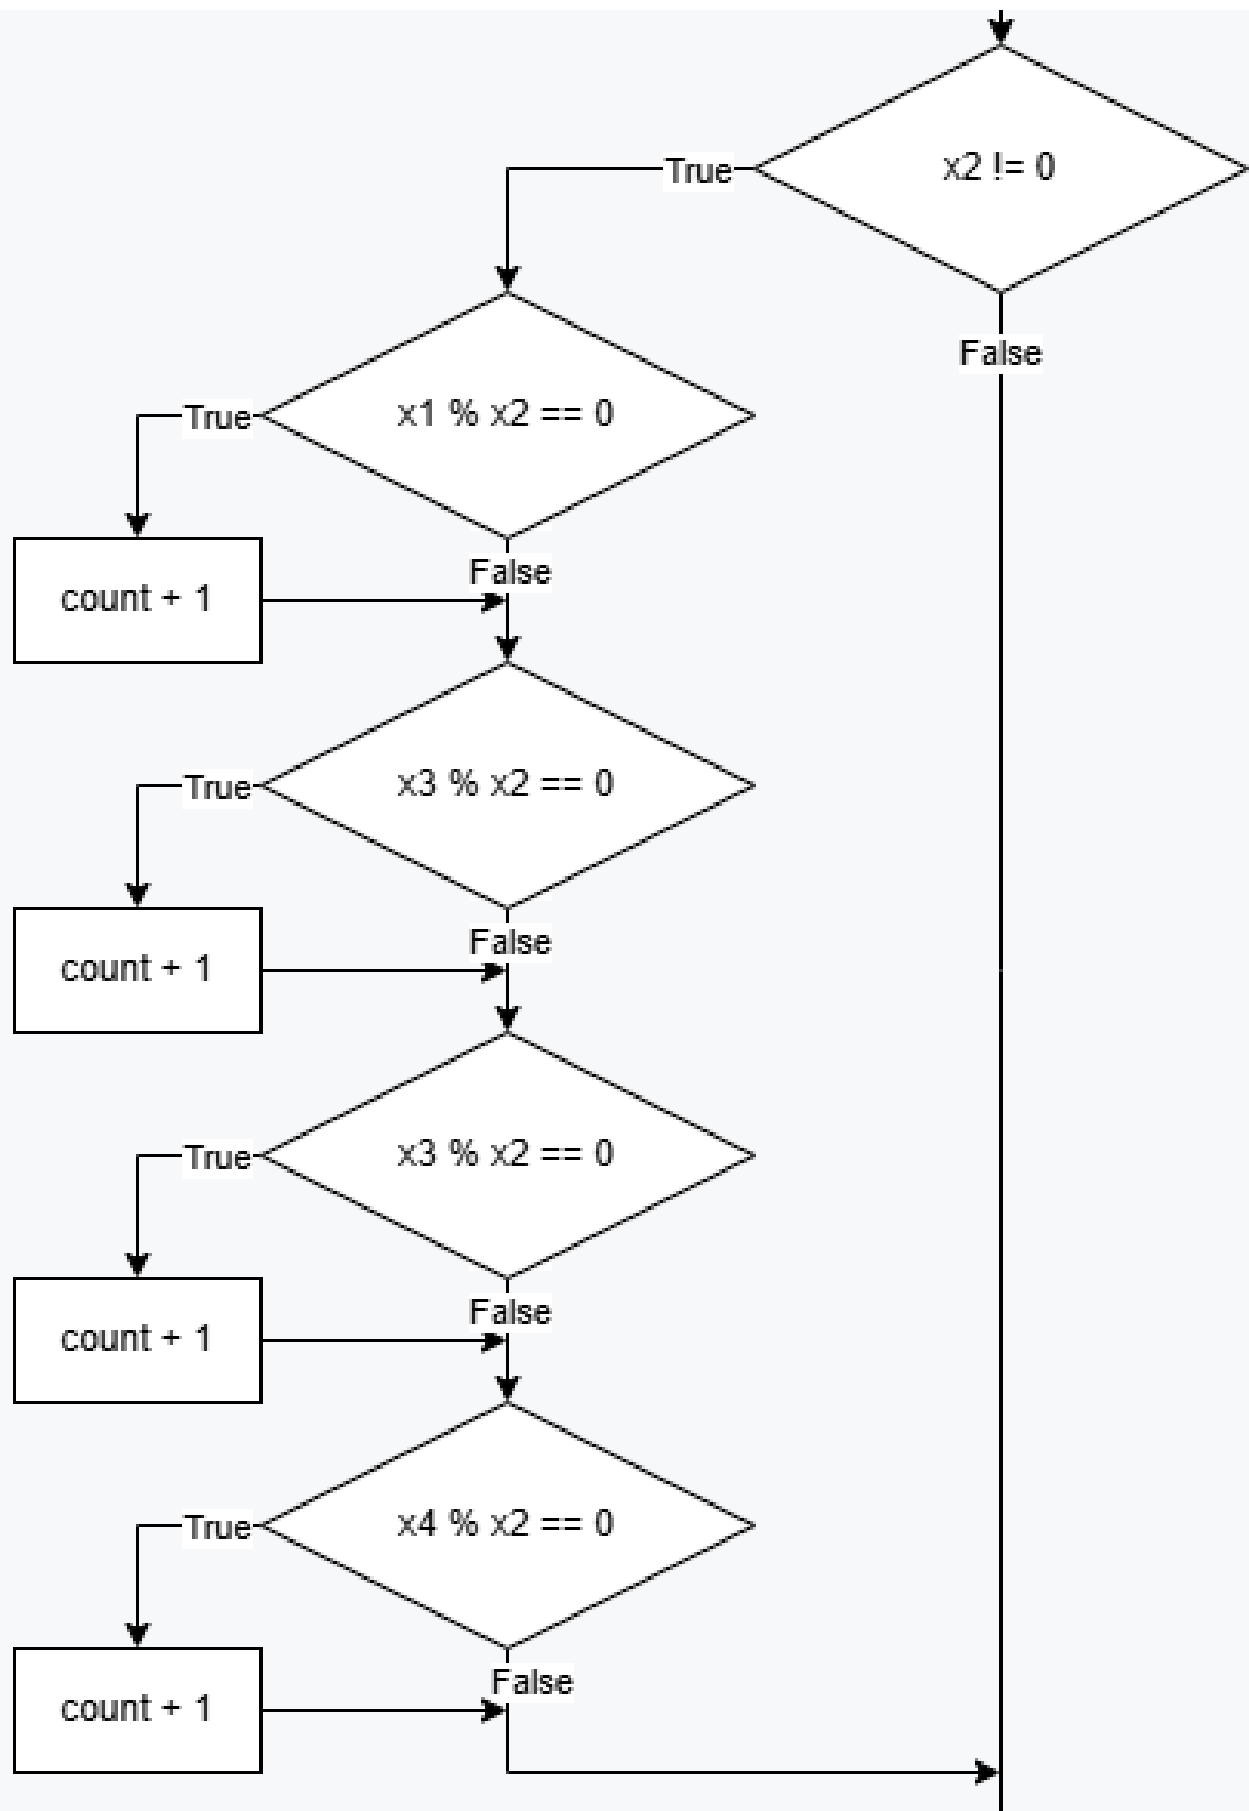 x2 != 0
True
False
x1 % x2 == 0
True
False
count + 1
x3 % x2 == 0
True
False
count + 1
x3 % x2 == 0
True
False
count + 1
x4 % x2 == 0
True
False
count + 1